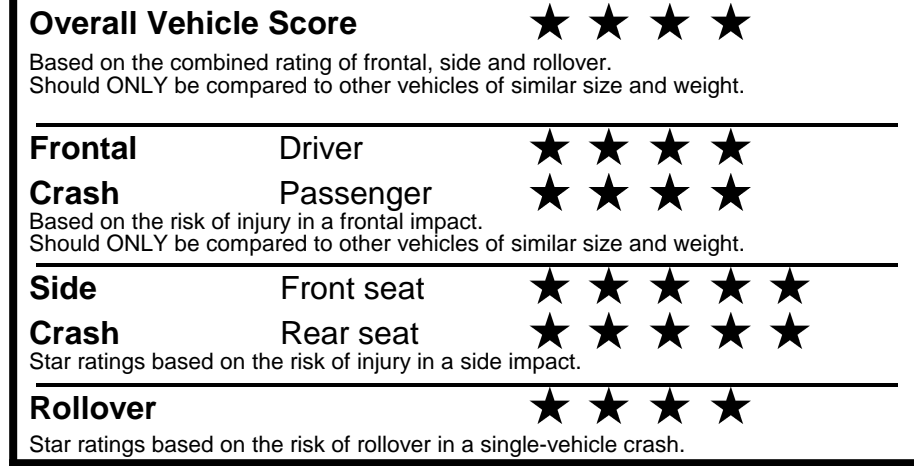 Overall Vehicle Score ★ ★ ★ ★
Based on the combined rating of frontal, side and rollover.
Should ONLY be compared to other vehicles of similar size and weight.
Frontal Driver ★ ★ ★ ★
Crash Passenger ★ ★ ★ ★
Based on the risk of injury in a frontal impact.
Should ONLY be compared to other vehicles of similar size and weight.
Side Front seat ★ ★ ★ ★ ★
Crash Rear seat ★ ★ ★ ★ ★
Star ratings based on the risk of injury in a side impact.
Rollover ★ ★ ★ ★
Star ratings based on the risk of rollover in a single-vehicle crash.